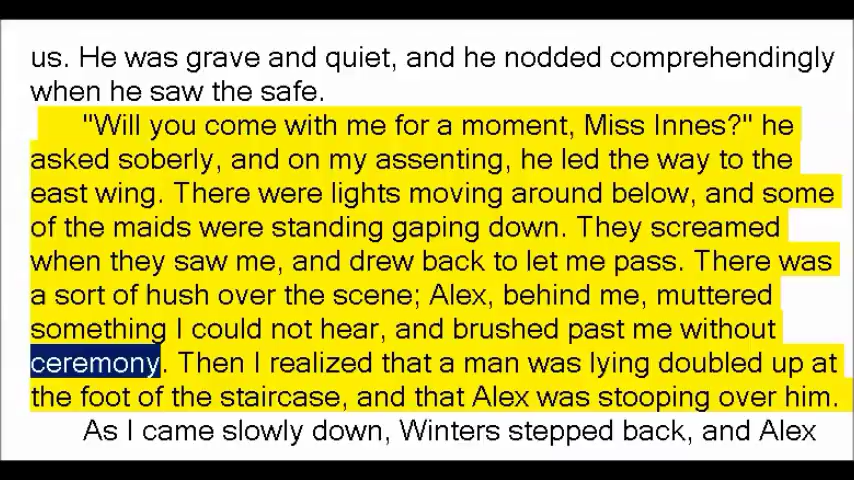 us. He was grave and quiet, and he nodded comprehendingly
when he saw the safe.
"Will you come with me for a moment, Miss Innes?" he
asked soberly, and on my assenting, he led the way to the
east wing. There were lights moving around below, and some
of the maids were standing gaping down. They screamed
when they saw me, and drew back to let me pass. There was
a sort of hush over the scene; Alex, behind me, muttered
something I could not hear, and brushed past me without
ceremony. Then I realized that a man was lying doubled up at
the foot of the staircase, and that Alex was stooping over him.
As I came slowly down, Winters stepped back, and Alex